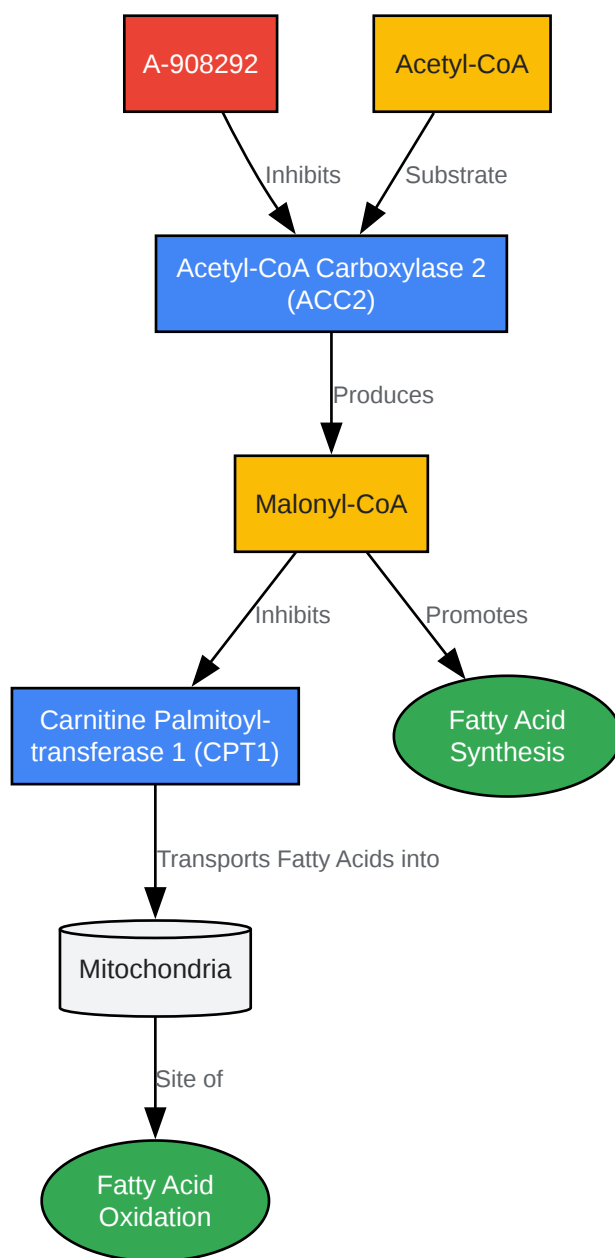 A-908292
Acetyl-CoA
Inhibits
Substrate
Acetyl-CoA Carboxylase 2
(ACC2)
Produces
Malonyl-CoA
Inhibits
Promotes
Carnitine Palmitoyl-
transferase 1 (CPT1)
Fatty Acid
Synthesis
Transports Fatty Acids into
Mitochondria
Site of
Fatty Acid
Oxidation